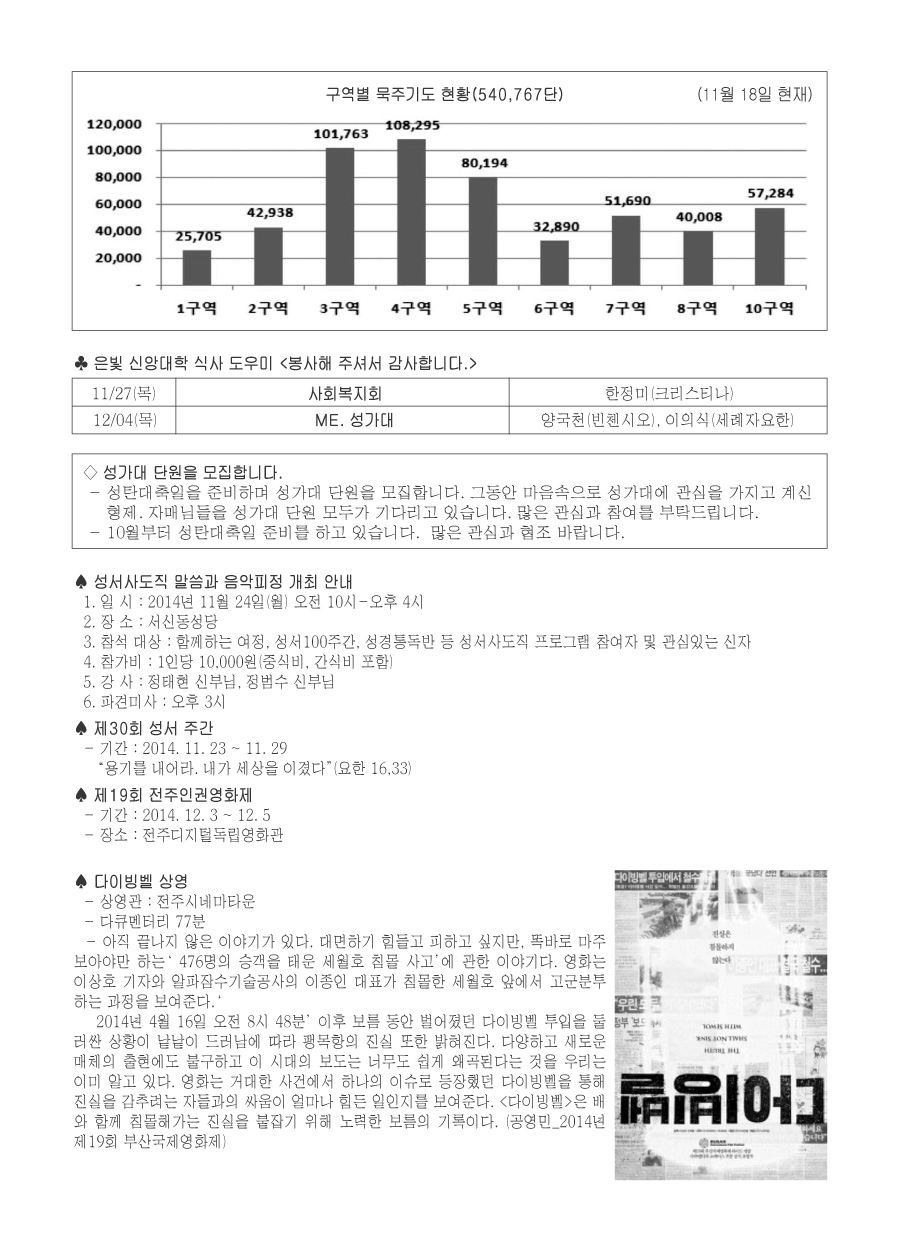 구역별 묵주기도 현황(540,767단) (11월 18일 현재)
120,000
100,000
80,000
60,000
40,000
20,000
-
25,705 42,938 101,763 108,295 80,194 32,890 51,690 40,008 57,284
1구역 2구역 3구역 4구역 5구역 6구역 7구역 8구역 10구역
♣ 은빛 신앙대학 식사 도우미 <봉사해 주셔서 감사합니다.>
11/27(목) 사회복지회 한정미(크리스티나)
12/04(목) ME. 성가대 양국천(빈첸시오), 이의식(세례자요한)
◇ 성가대 단원을 모집합니다.
- 성탄대축일을 준비하며 성가대 단원을 모집합니다. 그동안 마음속으로 성가대에 관심을 가지고 계신
형제. 자매님들을 성가대 단원 모두가 기다리고 있습니다. 많은 관심과 참여를 부탁드립니다.
- 10월부터 성탄대축일 준비를 하고 있습니다. 많은 관심과 협조 바랍니다.
♠ 성서사도직 말씀과 음악피정 개최 안내
1. 일 시 : 2014년 11월 24일(월) 오전 10시-오후 4시
2. 장 소 : 서신동성당
3. 참석 대상 : 함께하는 여정, 성서100주간, 성경통독반 등 성서사도직 프로그램 참여자 및 관심있는 신자
4. 참가비 : 1인당 10,000원(중식비, 간식비 포함)
5. 강 사 : 정태현 신부님, 정범수 신부님
6. 파견미사 : 오후 3시
♠ 제30회 성서 주간
- 기간 : 2014. 11. 23 ~ 11. 29
“용기를 내어라. 내가 세상을 이겼다”(요한 16,33)
♠ 제19회 전주인권영화제
- 기간 : 2014. 12. 3 ~ 12. 5
- 장소 : 전주디지털독립영화관
♠ 다이빙벨 상영
- 상영관 : 전주시네마타운
- 다큐멘터리 77분
- 아직 끝나지 않은 이야기가 있다. 대면하기 힘들고 피하고 싶지만, 똑바로 마주
보아야만 하는‘ 476명의 승객을 태운 세월호 침몰 사고’에 관한 이야기다. 영화는
이상호 기자와 알파잠수기술공사의 이종인 대표가 침몰한 세월호 앞에서 고군분투
하는 과정을 보여준다.‘
2014년 4월 16일 오전 8시 48분’ 이후 보름 동안 벌어졌던 다이빙벨 투입을 둘
러싼 상황이 낱낱이 드러남에 따라 팽목항의 진실 또한 밝혀진다. 다양하고 새로운
매체의 출현에도 불구하고 이 시대의 보도는 너무도 쉽게 왜곡된다는 것을 우리는
이미 알고 있다. 영화는 거대한 사건에서 하나의 이슈로 등장했던 다이빙벨을 통해
진실을 감추려는 자들과의 싸움이 얼마나 힘든 일인지를 보여준다. <다이빙벨>은 배
와 함께 침몰해가는 진실을 붙잡기 위해 노력한 보름의 기록이다. (공영민_2014년
제19회 부산국제영화제)
다이빙벨 투입에서 철수
진실은
침몰하지
않는다
THE TRUTH
SHALL NOT SINK
WITH SEWOL
다이빙벨